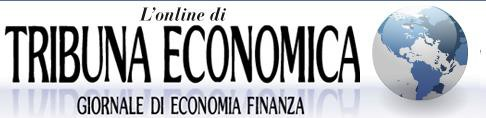 L'online di
TRIBUNA ECONOMICA
GIORNALE DI ECONOMIA FINANZA